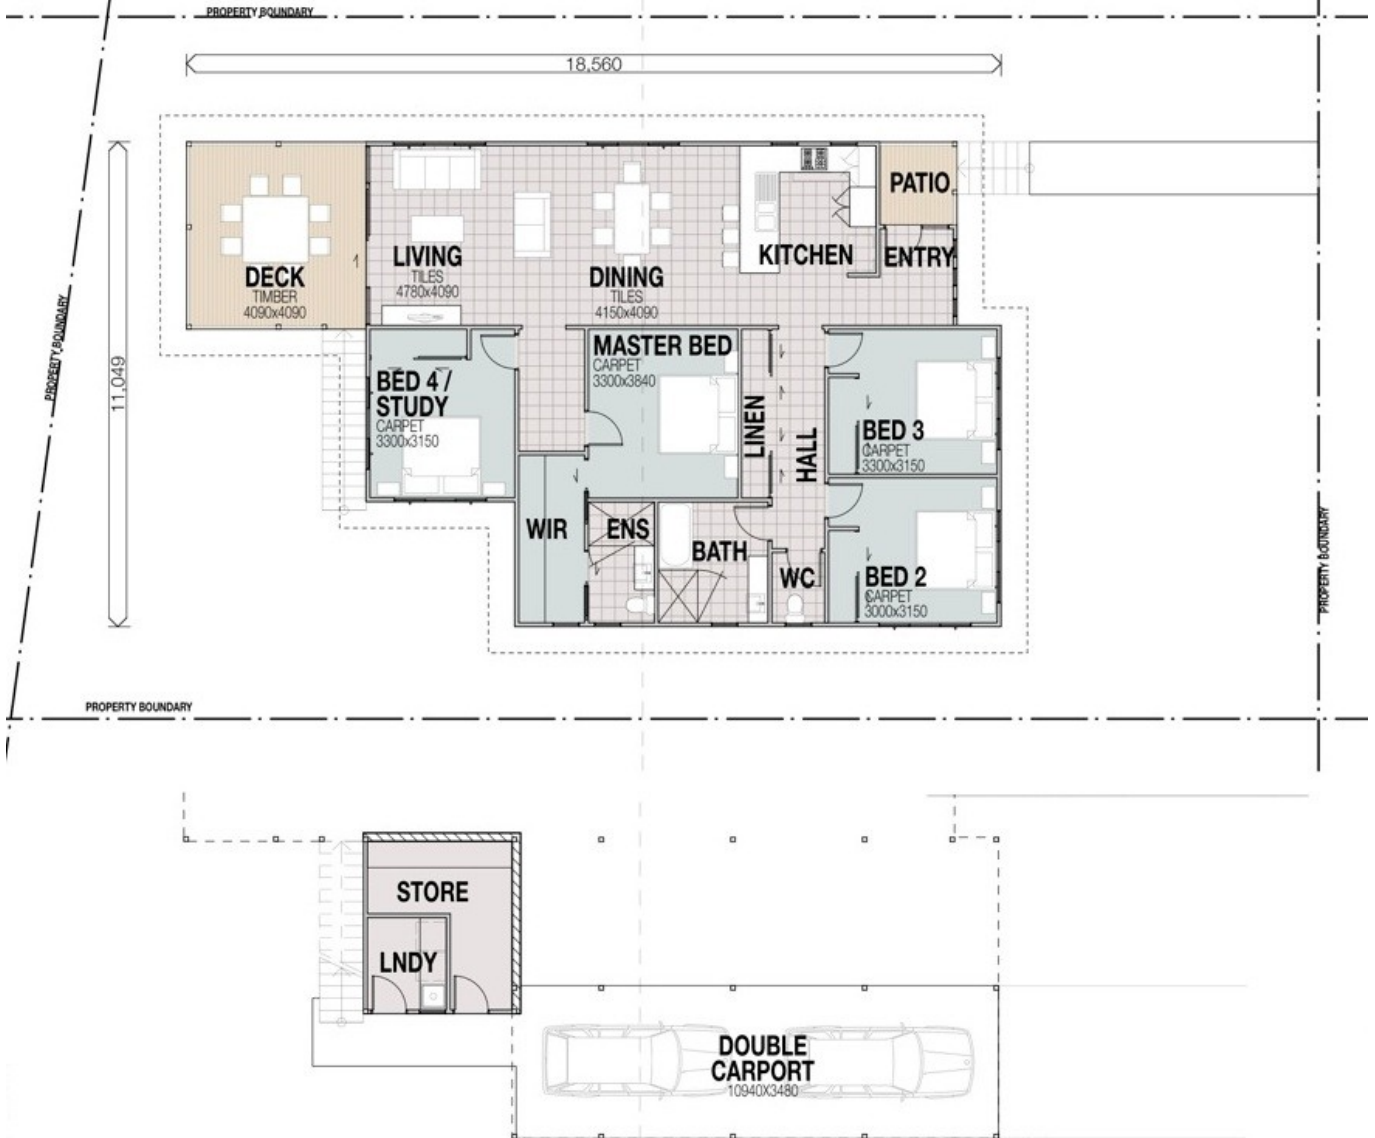 PROPERTY BOUNDARY
18,560
PROPERTY BOUNDARY
11,049
DECK
TIMBER
4090x4090
LIVING
TILES
4780x4090
DINING
TILES
4150x4090
KITCHEN
PATIO
ENTRY
BED 4 /
STUDY
CARPET
3300x3150
MASTER BED
CARPET
3300x3840
LINEN
HALL
BED 3
CARPET
3300x3150
WIR
ENS
BATH
WC
BED 2
CARPET
3000x3150
PROPERTY BOUNDARY
PROPERTY BOUNDARY
STORE
LNDY
DOUBLE
CARPORT
10940X3480